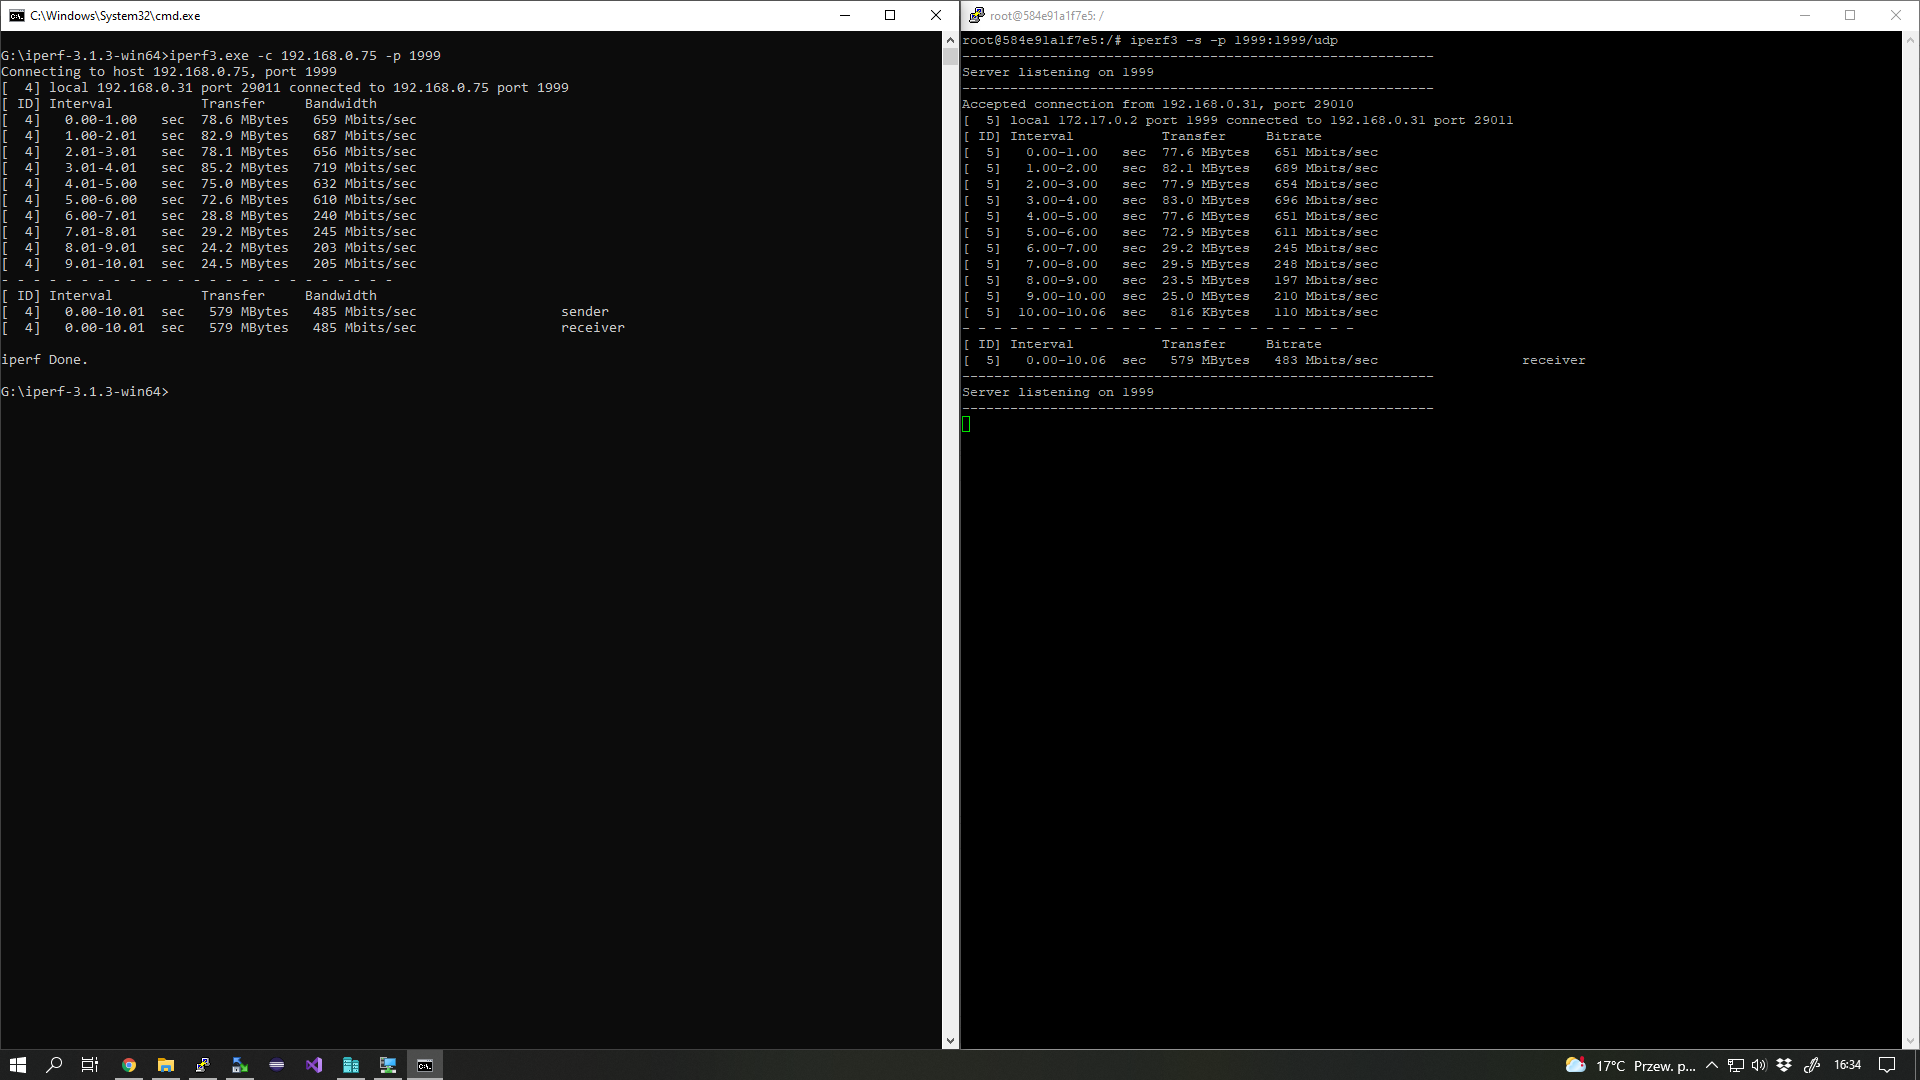 C:\Windows\System32\cmd.exe
G:\iperf-3.1.3-win64>iperf3.exe -c 192.168.0.75 -p 1999
Connecting to host 192.168.0.75, port 1999
[  4] local 192.168.0.31 port 29011 connected to 192.168.0.75 port 1999
[ ID] Interval           Transfer     Bandwidth
[  4]   0.00-1.00   sec  78.6 MBytes   659 Mbits/sec
[  4]   1.00-2.01   sec  82.9 MBytes   687 Mbits/sec
[  4]   2.01-3.01   sec  78.1 MBytes   656 Mbits/sec
[  4]   3.01-4.01   sec  85.2 MBytes   719 Mbits/sec
[  4]   4.01-5.00   sec  75.0 MBytes   632 Mbits/sec
[  4]   5.00-6.00   sec  72.6 MBytes   610 Mbits/sec
[  4]   6.00-7.01   sec  28.8 MBytes   240 Mbits/sec
[  4]   7.01-8.01   sec  29.2 MBytes   245 Mbits/sec
[  4]   8.01-9.01   sec  24.2 MBytes   203 Mbits/sec
[  4]   9.01-10.01  sec  24.5 MBytes   205 Mbits/sec
- - - - - - - - - - - - - - - - - - - - - - - - -
[ ID] Interval           Transfer     Bandwidth
[  4]   0.00-10.01  sec   579 MBytes   485 Mbits/sec                  sender
[  4]   0.00-10.01  sec   579 MBytes   485 Mbits/sec                  receiver
iperf Done.
G:\iperf-3.1.3-win64>
root@584e91a1f7e5: /
root@584e91a1f7e5:/# iperf3 -s -p 1999:1999/udp
-----------------------------------------------------------
Server listening on 1999
-----------------------------------------------------------
Accepted connection from 192.168.0.31, port 29010
[  5] local 172.17.0.2 port 1999 connected to 192.168.0.31 port 29011
[ ID] Interval           Transfer     Bitrate
[  5]   0.00-1.00   sec  77.6 MBytes   651 Mbits/sec
[  5]   1.00-2.00   sec  82.1 MBytes   689 Mbits/sec
[  5]   2.00-3.00   sec  77.9 MBytes   654 Mbits/sec
[  5]   3.00-4.00   sec  83.0 MBytes   696 Mbits/sec
[  5]   4.00-5.00   sec  77.6 MBytes   651 Mbits/sec
[  5]   5.00-6.00   sec  72.9 MBytes   611 Mbits/sec
[  5]   6.00-7.00   sec  29.2 MBytes   245 Mbits/sec
[  5]   7.00-8.00   sec  29.5 MBytes   248 Mbits/sec
[  5]   8.00-9.00   sec  23.5 MBytes   197 Mbits/sec
[  5]   9.00-10.00  sec  25.0 MBytes   210 Mbits/sec
[  5]  10.00-10.06  sec   816 KBytes   110 Mbits/sec
- - - - - - - - - - - - - - - - - - - - - - - - -
[ ID] Interval           Transfer     Bitrate
[  5]   0.00-10.06  sec   579 MBytes   483 Mbits/sec                  receiver
-----------------------------------------------------------
Server listening on 1999
-----------------------------------------------------------
17°C Przew. p... 16:34